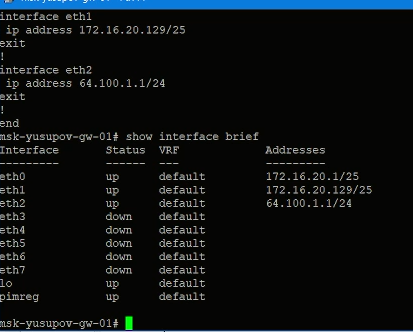 interface eth1
 ip address 172.16.20.129/25
exit
!
interface eth2
 ip address 64.100.1.1/24
exit
!
end
msk-yusupov-gw-01# show interface brief
Interface       Status  VRF             Addresses
---------       ------  ---             ---------
eth0            up      default         172.16.20.1/25
eth1            up      default         172.16.20.129/25
eth2            up      default         64.100.1.1/24
eth3            down    default
eth4            down    default
eth5            down    default
eth6            down    default
eth7            down    default
lo              up      default
pimreg          up      default

msk-yusupov-gw-01#